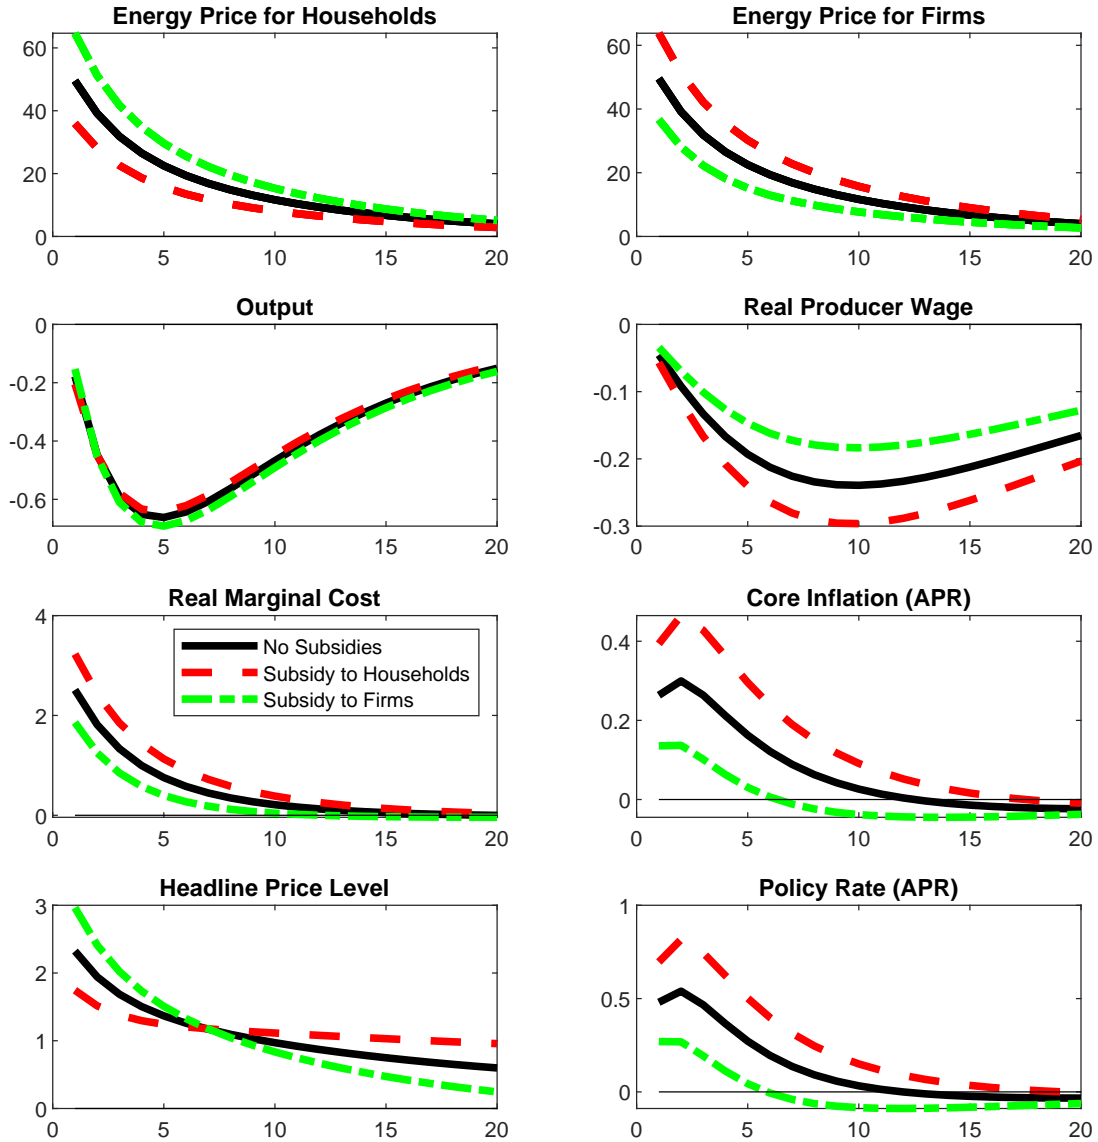 Energy Price for Households
60
40
20
0
0 5 10 15 20
Energy Price for Firms
60
40
20
0
0 5 10 15 20
Output
0
-0.2
-0.4
-0.6
0 5 10 15 20
Real Producer Wage
0
-0.1
-0.2
-0.3
0 5 10 15 20
Real Marginal Cost
4
2
0
No Subsidies
Subsidy to Households
Subsidy to Firms
0 5 10 15 20
Core Inflation (APR)
0.4
0.2
0
0 5 10 15 20
Headline Price Level
3
2
1
0
0 5 10 15 20
Policy Rate (APR)
1
0.5
0
0 5 10 15 20